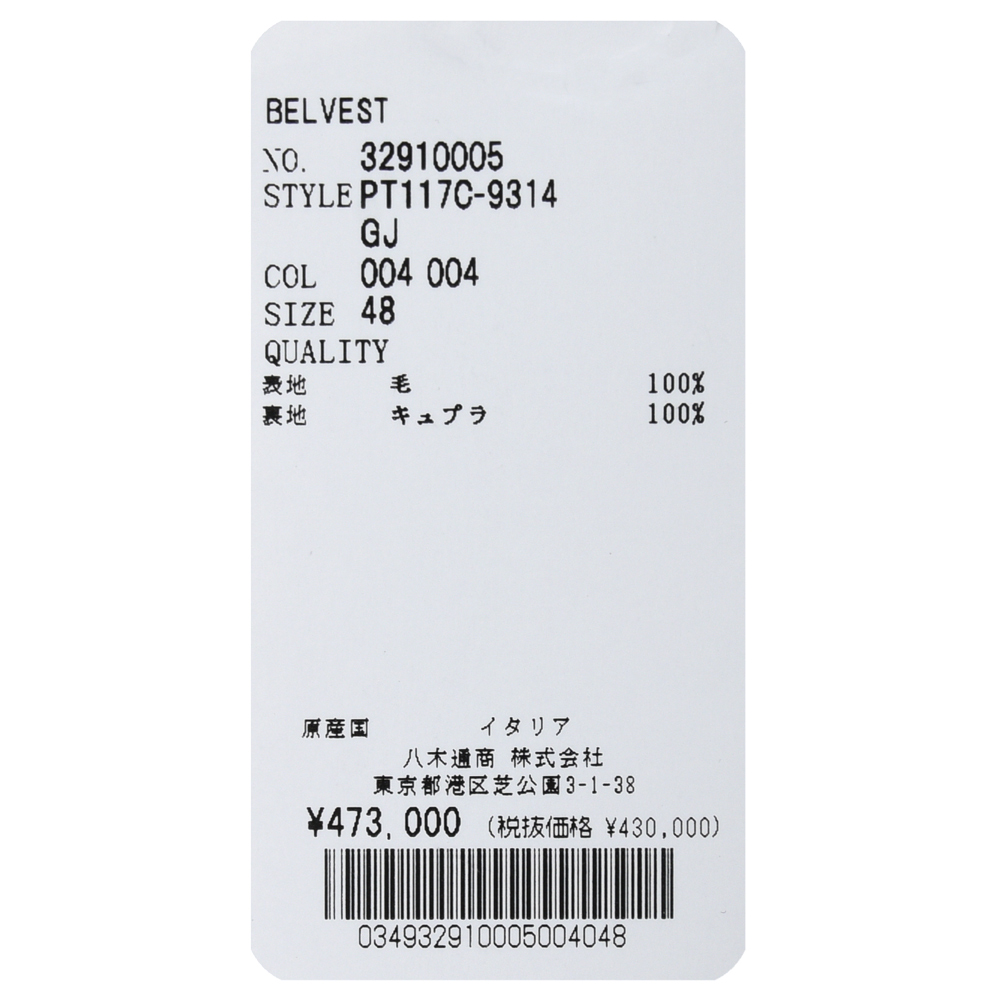 BELVEST
NO. 32910005
STYLE PT117C-9314
GJ
COL 004 004
SIZE 48
QUALITY
表地 毛 100%
裏地 キュプラ 100%
原産国 イタリア
八木通商 株式会社
東京都港区芝公園3-1-38
¥473,000 (税抜価格 ¥430,000)
034932910005004048